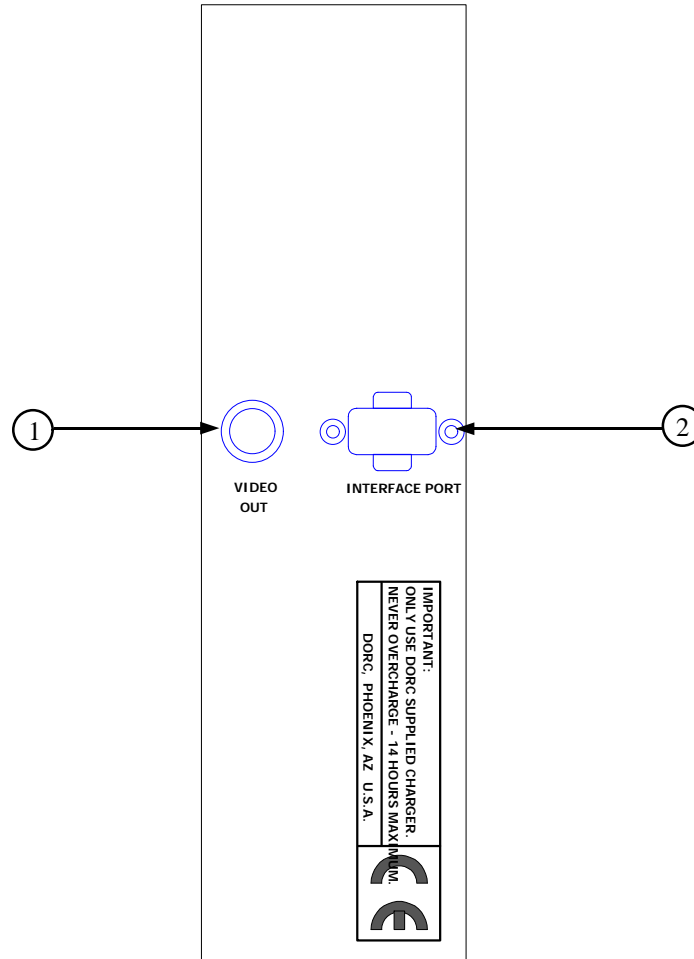 1
2
VIDEO
OUT
INTERFACE PORT
IMPORTANT:
ONLY USE DORC SUPPLIED CHARGER.
NEVER OVERCHARGE - 14 HOURS MAXIMUM.
DORC, PHOENIX, AZ U.S.A.
CE